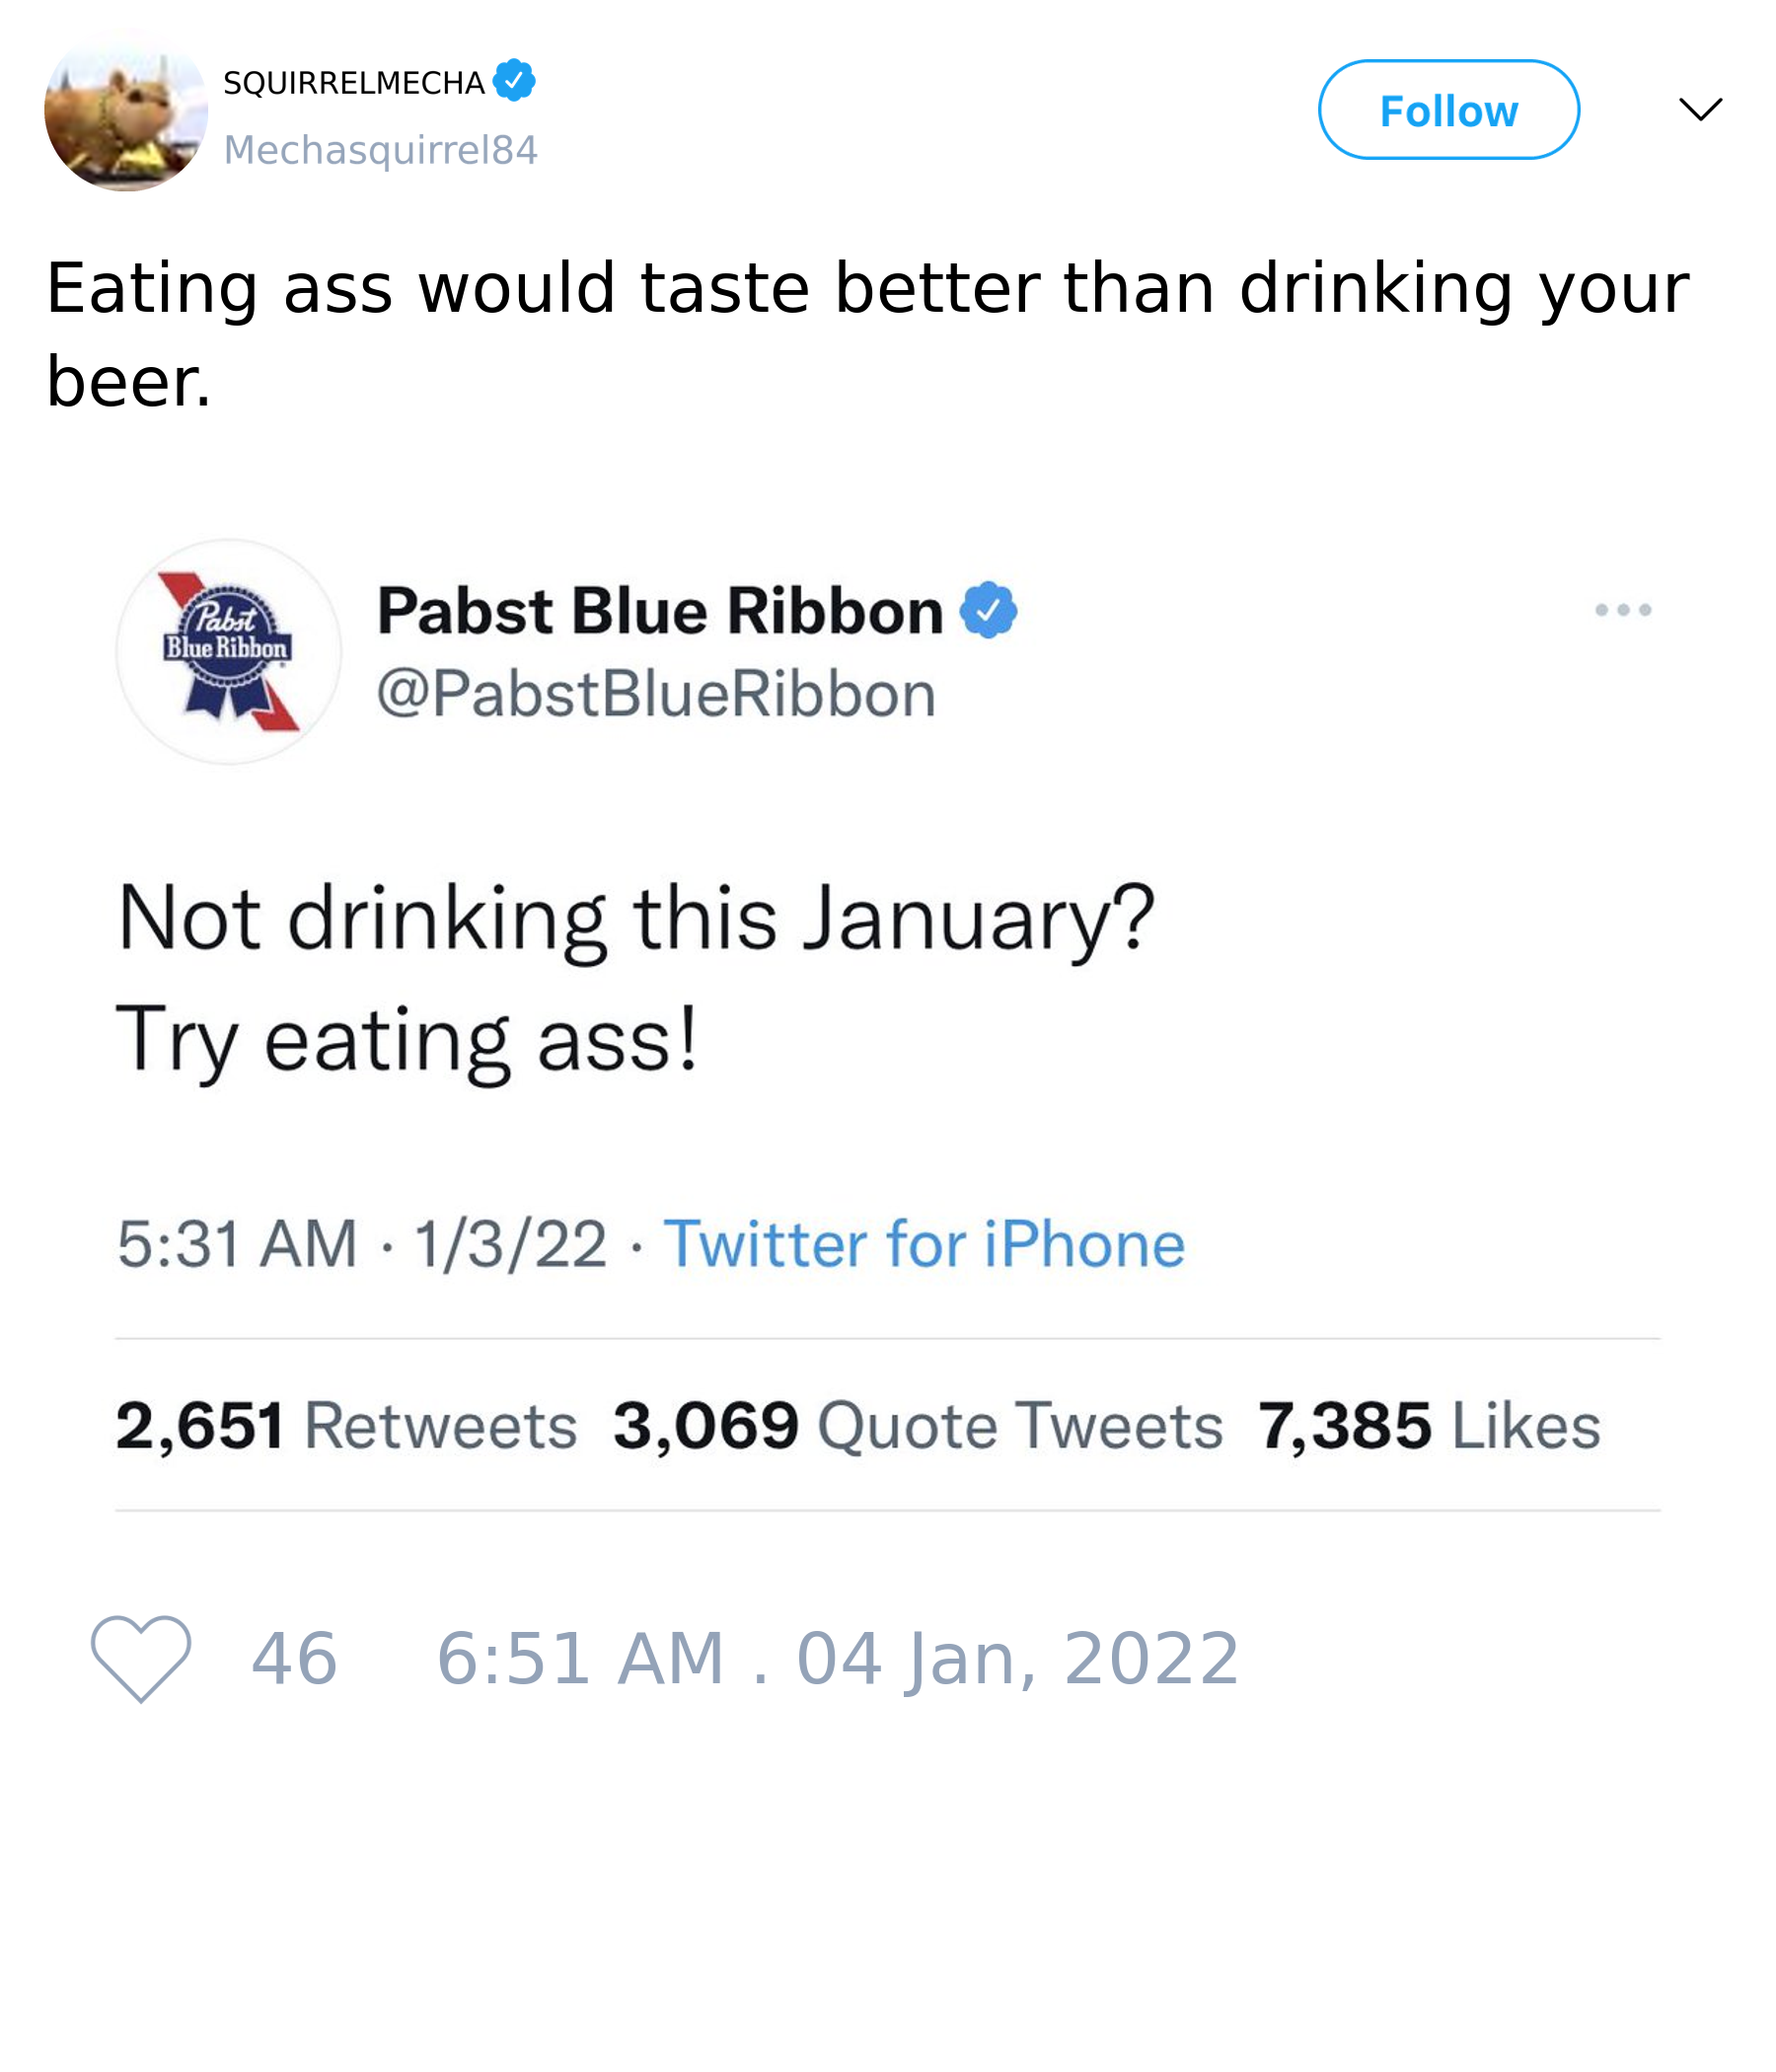 SQUIRRELMECHA
Mechasquirrel84
Follow
Eating ass would taste better than drinking your
beer.
Pabst
Blue Ribbon
Pabst Blue Ribbon
@PabstBlueRibbon
Not drinking this January?
Try eating ass!
5:31 AM · 1/3/22 · Twitter for iPhone
2,651 Retweets 3,069 Quote Tweets 7,385 Likes
46 6:51 AM . 04 Jan, 2022